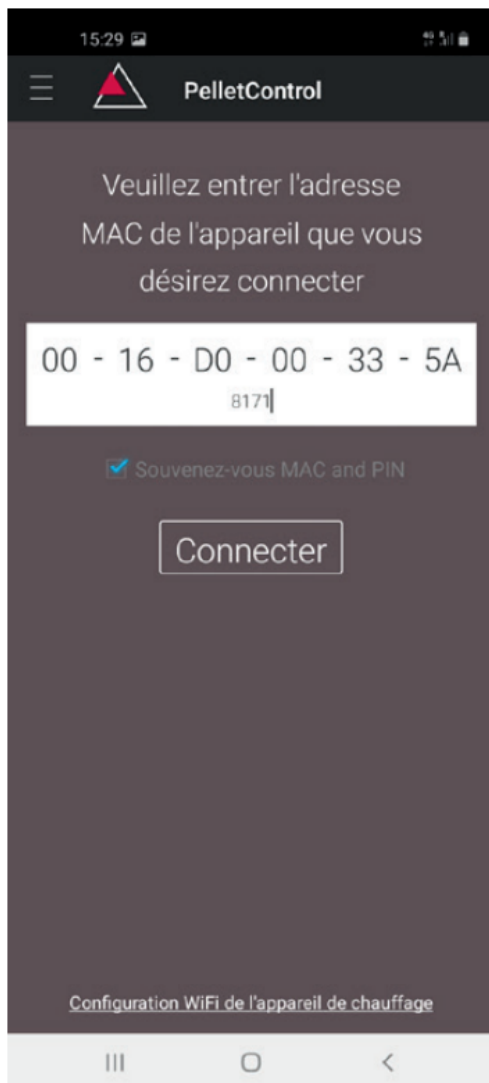 15:29
PelletControl
Veuillez entrer l'adresse
MAC de l'appareil que vous
désirez connecter
00 - 16 - D0 - 00 - 33 - 5A
8171
Souvenez-vous MAC and PIN
Connecter
Configuration WiFi de l'appareil de chauffage